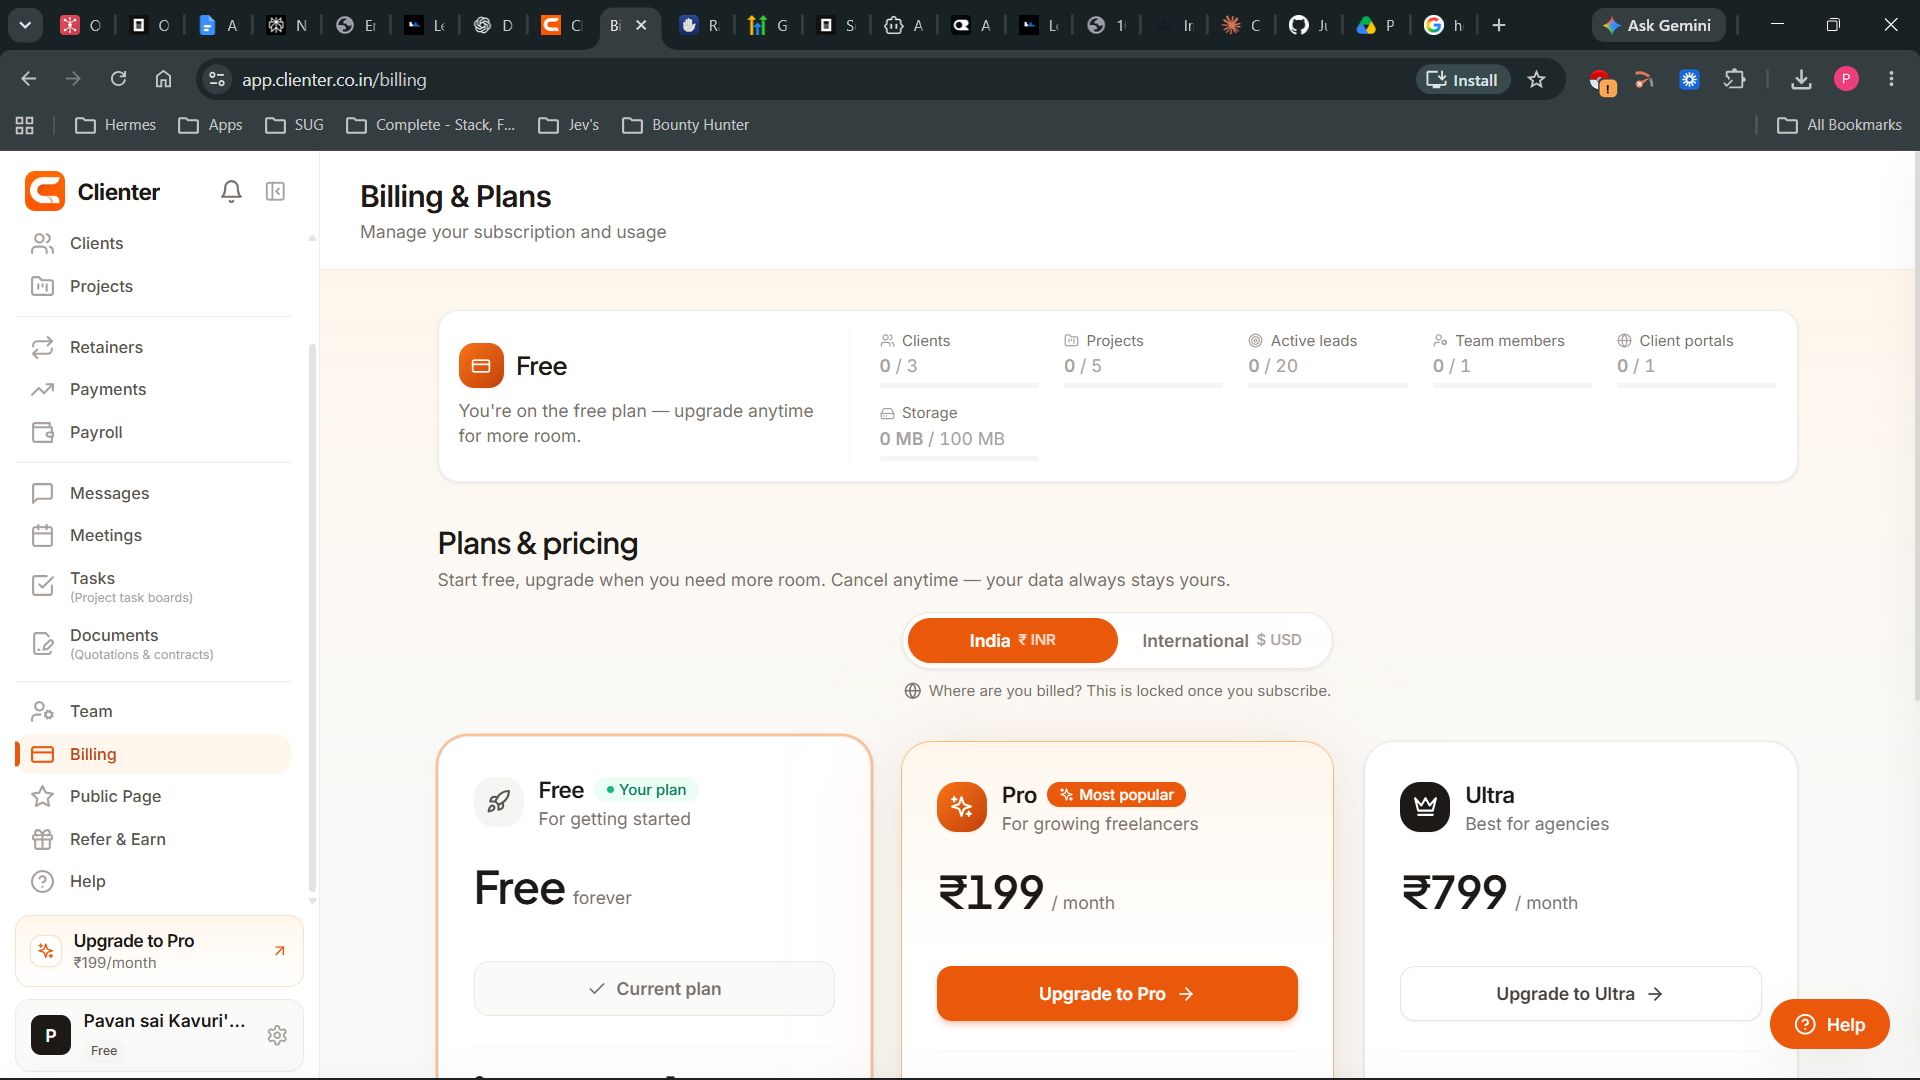 Ask Gemini
app.clienter.co.in/billing
Install
P
Hermes
Apps
SUG
Complete - Stack, F...
Jev's
Bounty Hunter
All Bookmarks
Clienter
Clients
Projects
Retainers
Payments
Payroll
Messages
Meetings
Tasks
(Project task boards)
Documents
(Quotations & contracts)
Team
Billing
Public Page
Refer & Earn
Help
Upgrade to Pro
₹199/month
P
Pavan sai Kavuri'...
Free
Billing & Plans
Manage your subscription and usage
Free
You're on the free plan — upgrade anytime
for more room.
Clients
0 / 3
Projects
0 / 5
Active leads
0 / 20
Team members
0 / 1
Client portals
0 / 1
Storage
0 MB / 100 MB
Plans & pricing
Start free, upgrade when you need more room. Cancel anytime — your data always stays yours.
India ₹ INR
International $ USD
Where are you billed? This is locked once you subscribe.
Free
Your plan
For getting started
Free forever
Current plan
Pro
Most popular
For growing freelancers
₹199 / month
Upgrade to Pro
Ultra
Best for agencies
₹799 / month
Upgrade to Ultra
Help